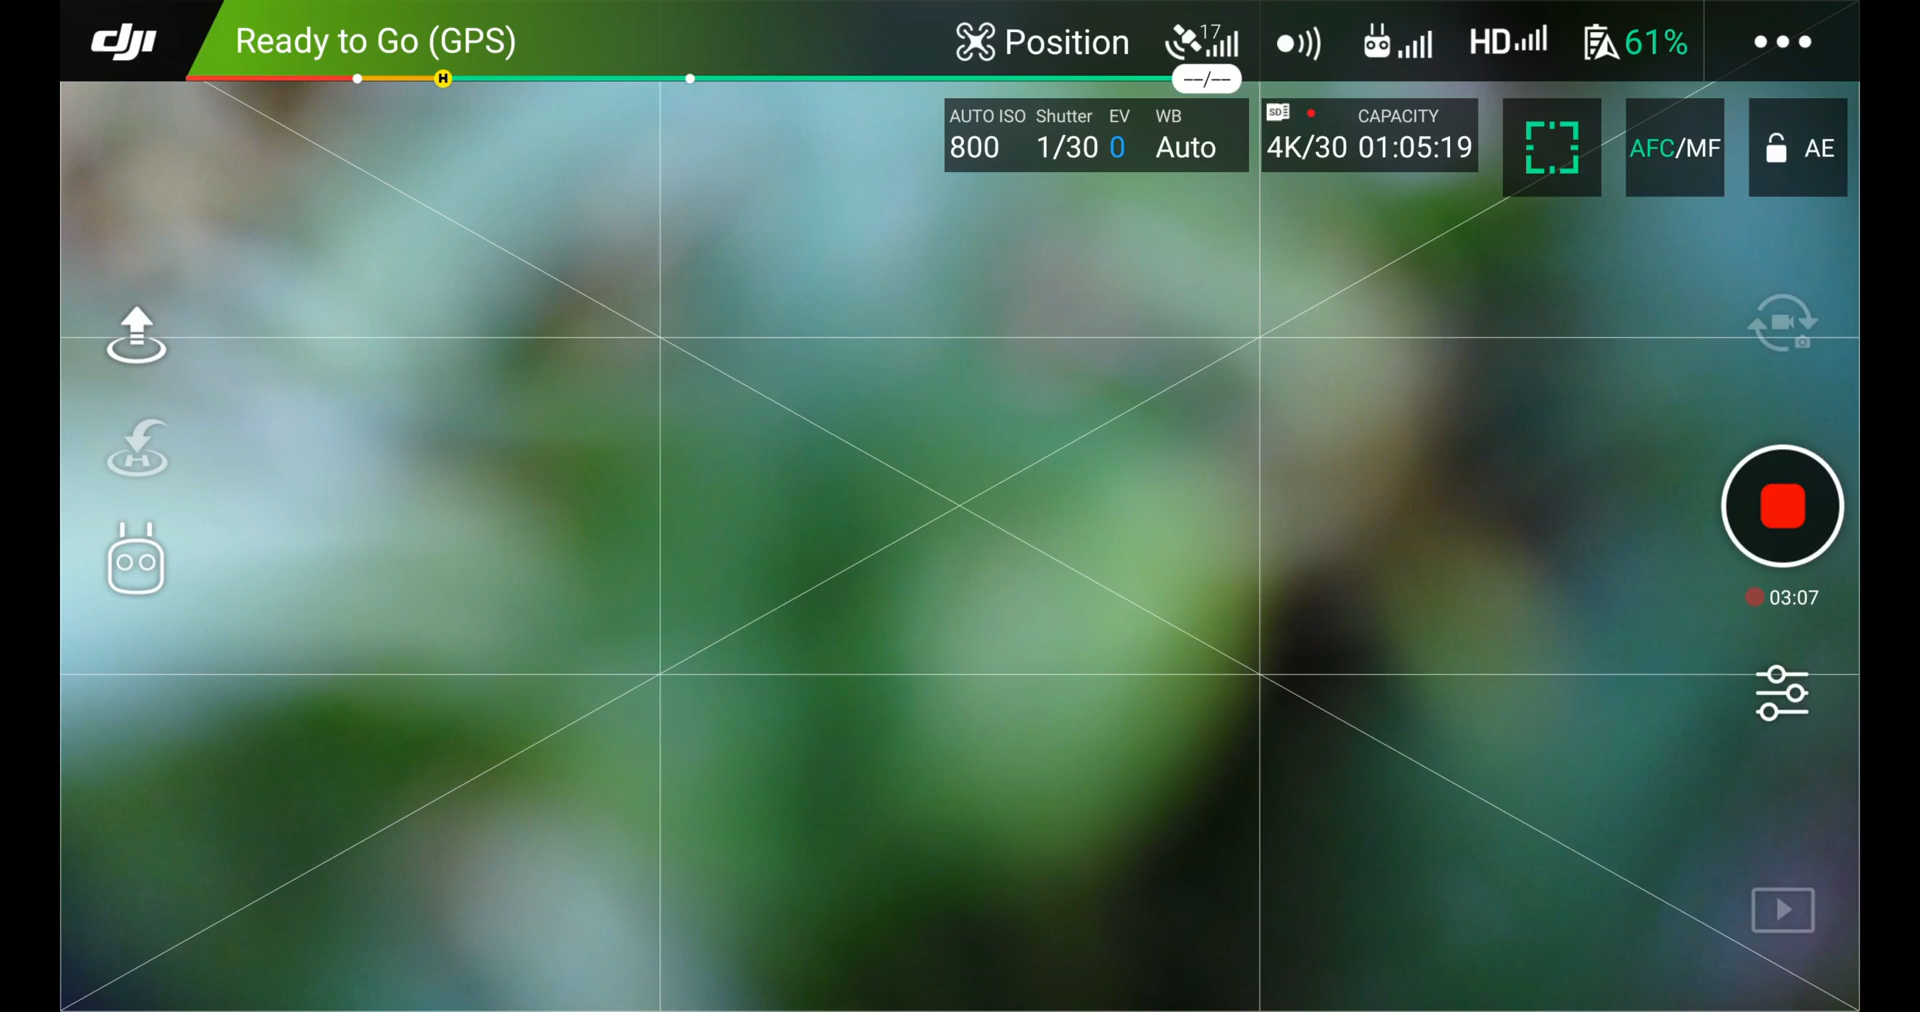 dji Ready to Go (GPS) Position 17 HD 61%
H --/--
AUTO ISO Shutter EV WB SD CAPACITY
800 1/30 0 Auto 4K/30 01:05:19 AFC/MF AE
H
03:07